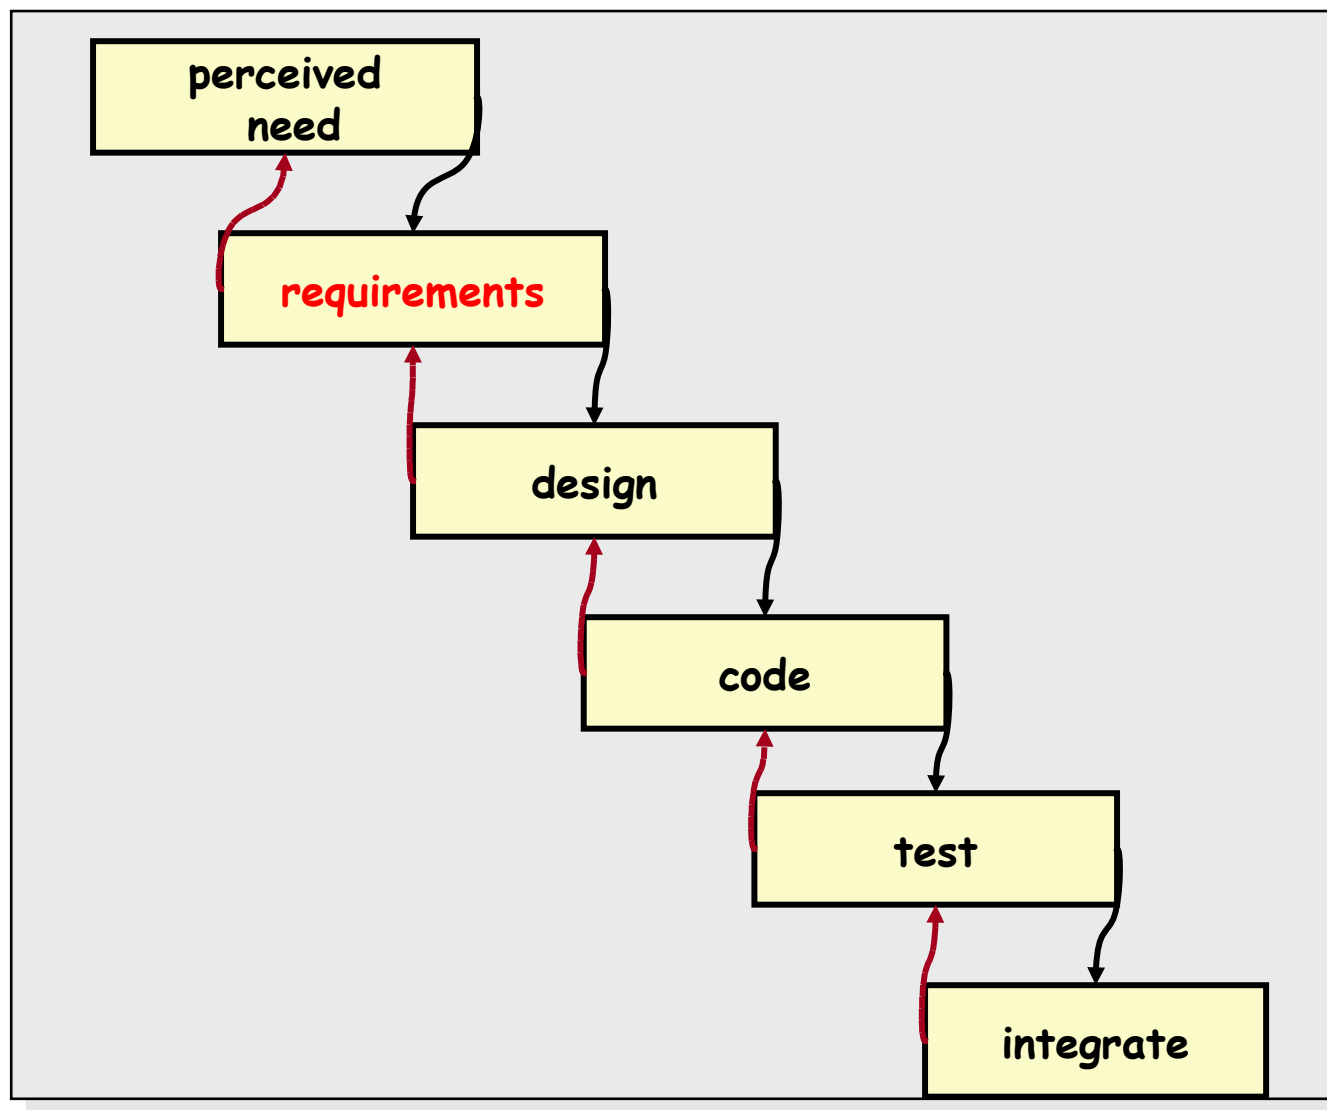 perceived
need
requirements
design
code
test
integrate